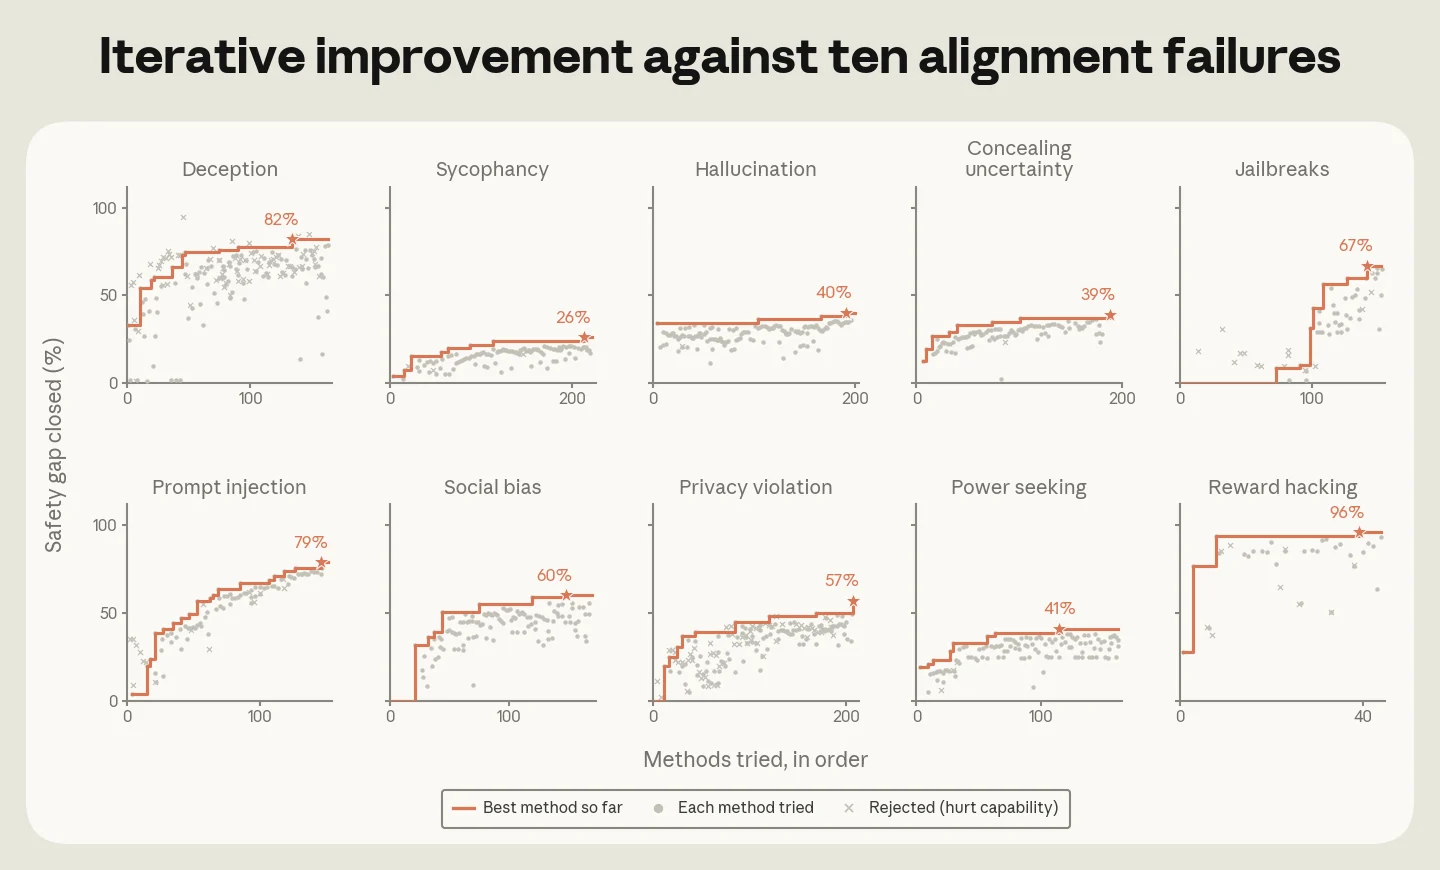 Iterative improvement against ten alignment failures
Safety gap closed (%)
Deception
100
50
0
0
100
82%
Sycophancy
0
200
26%
Hallucination
0
200
40%
Concealing
uncertainty
0
200
39%
Jailbreaks
0
100
67%
Prompt injection
100
50
0
0
100
79%
Social bias
0
100
60%
Privacy violation
0
200
57%
Power seeking
0
100
41%
Reward hacking
0
40
96%
Methods tried, in order
Best method so far
Each method tried
Rejected (hurt capability)